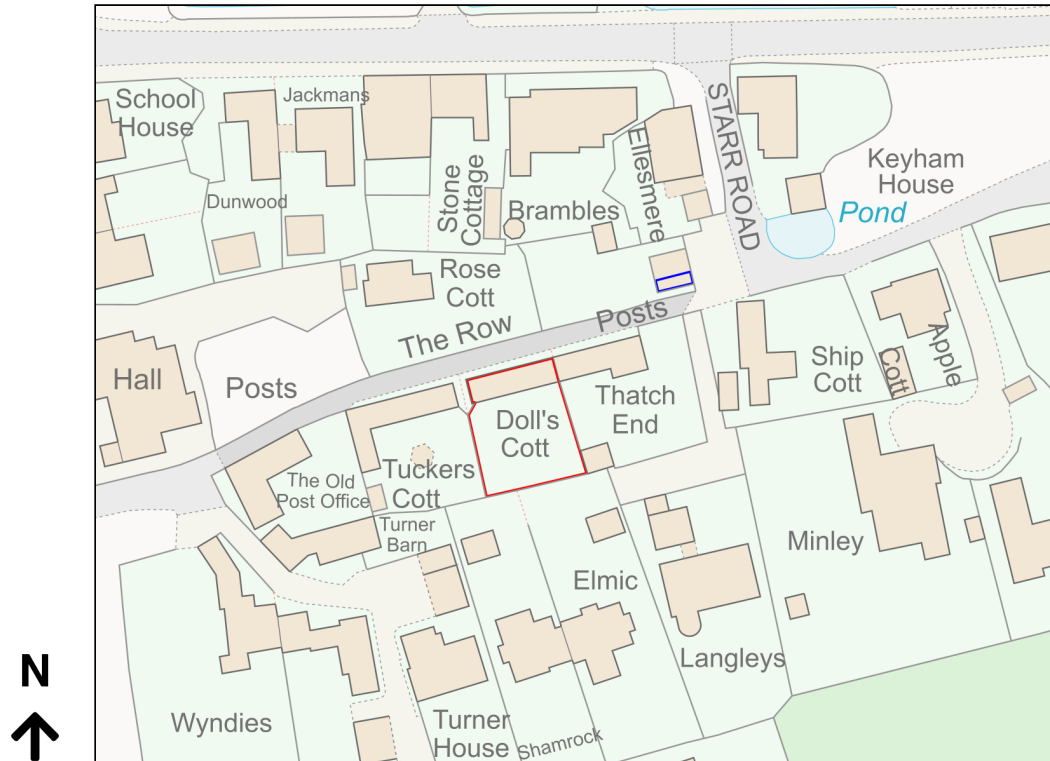 School
House
Jackmans
Dunwood
Stone
Cottage
Brambles
Ellesmere
STARR ROAD
Keyham
House
Pond
Rose
Cott
The Row
Posts
Hall
Posts
Doll's
Cott
Thatch
End
Ship
Cott
Apple
Cott
The Old
Post Office
Tuckers
Cott
Turner
Barn
Elmic
Minley
Langleys
Wyndies
Turner
House
Shamrock
N